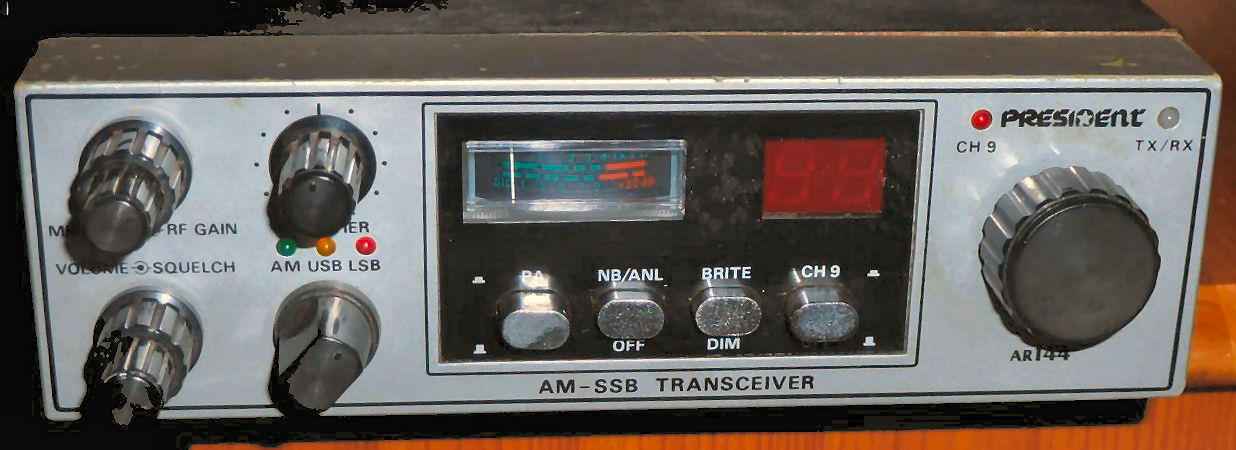 CH 9
PRESIDENT
TX/RX
RF GAIN
AM USB LSB
VOLUME SQUELCH
PA
NB/ANL
BRITE
CH 9
OFF
DIM
AR144
AM-SSB TRANSCEIVER